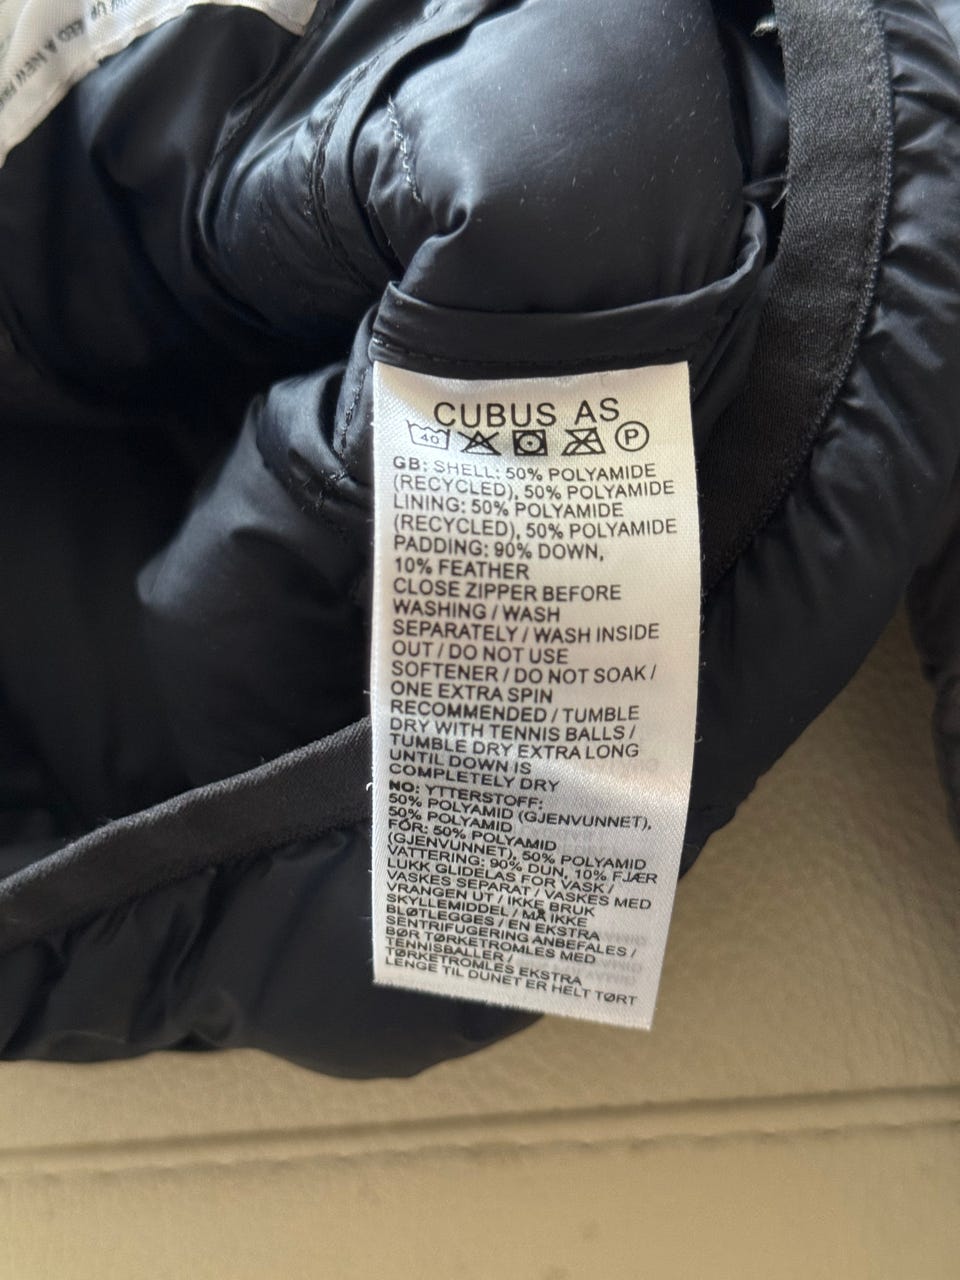 UP
& A NEW
CUBUS AS
40 P
GB: SHELL: 50% POLYAMIDE
(RECYCLED), 50% POLYAMIDE
LINING: 50% POLYAMIDE
(RECYCLED), 50% POLYAMIDE
PADDING: 90% DOWN,
10% FEATHER
CLOSE ZIPPER BEFORE
WASHING / WASH
SEPARATELY / WASH INSIDE
OUT / DO NOT USE
SOFTENER / DO NOT SOAK /
ONE EXTRA SPIN
RECOMMENDED / TUMBLE
DRY WITH TENNIS BALLS /
TUMBLE DRY EXTRA LONG
UNTIL DOWN IS
COMPLETELY DRY
NO: YTTERSTOFF:
50% POLYAMID (GJENVUNNET),
50% POLYAMID
FÔR: 50% POLYAMID
(GJENVUNNET), 50% POLYAMID
VATTERING: 90% DUN, 10% FJÆR
LUKK GLIDELÅS FØR VASK /
VASKES SEPARAT / VASKES MED
VRANGEN UT / IKKE BRUK
SKYLLEMIDDEL / MÅ IKKE
BLØTLEGGES / EN EKSTRA
SENTRIFUGERING ANBEFALES /
BØR TØRKETROMLES MED
TENNISBALLER /
TØRKETROMLES EKSTRA
LENGE TIL DUNET ER HELT TØRT